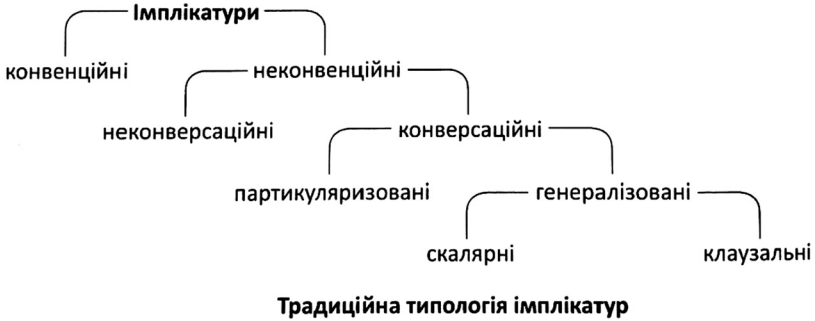 Імплікатури
конвенційні неконвенційні
неконверсаційні конверсаційні
партикуляризовані генералізовані
скалярні клаузальні
Традиційна типологія імплікатур